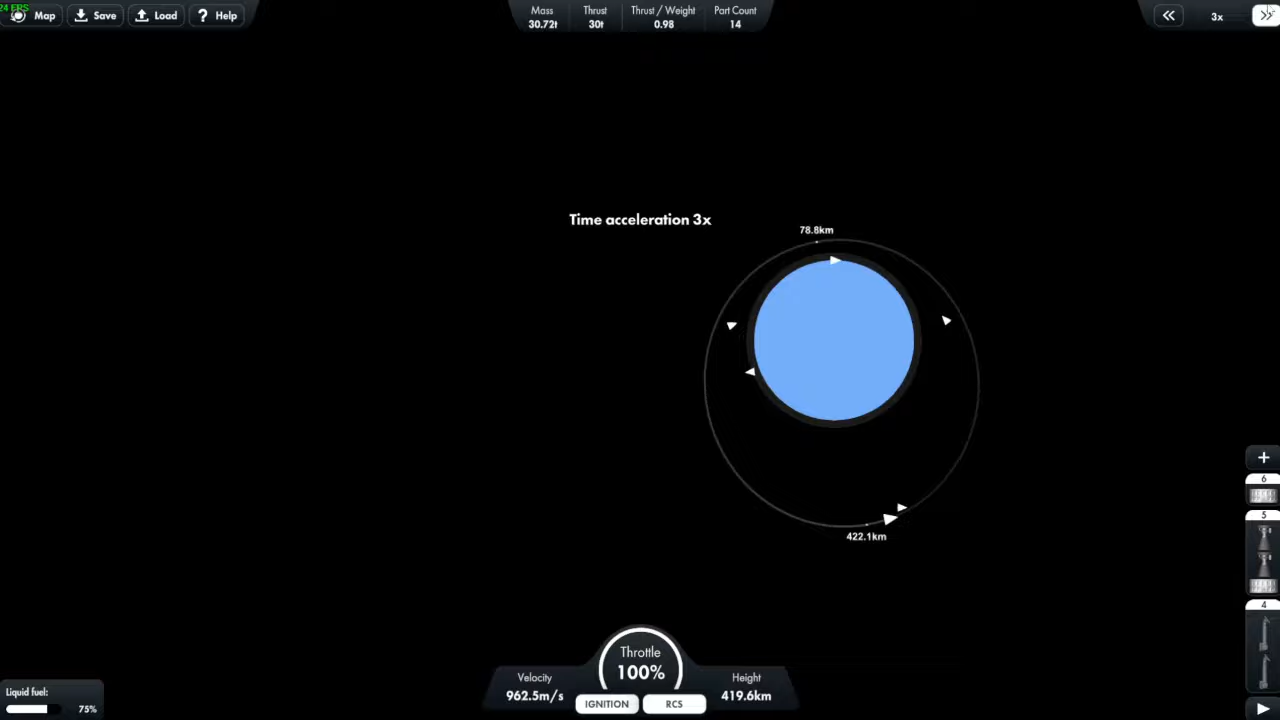 24 FPS
Map Save Load ? Help
Mass Thrust Thrust / Weight Part Count
30.72t 30t 0.98 14
3x
Time acceleration 3x
78.8km
422.1km
6
5
4
Throttle
100%
Velocity Height
962.5m/s 419.6km
IGNITION RCS
Liquid fuel:
75%